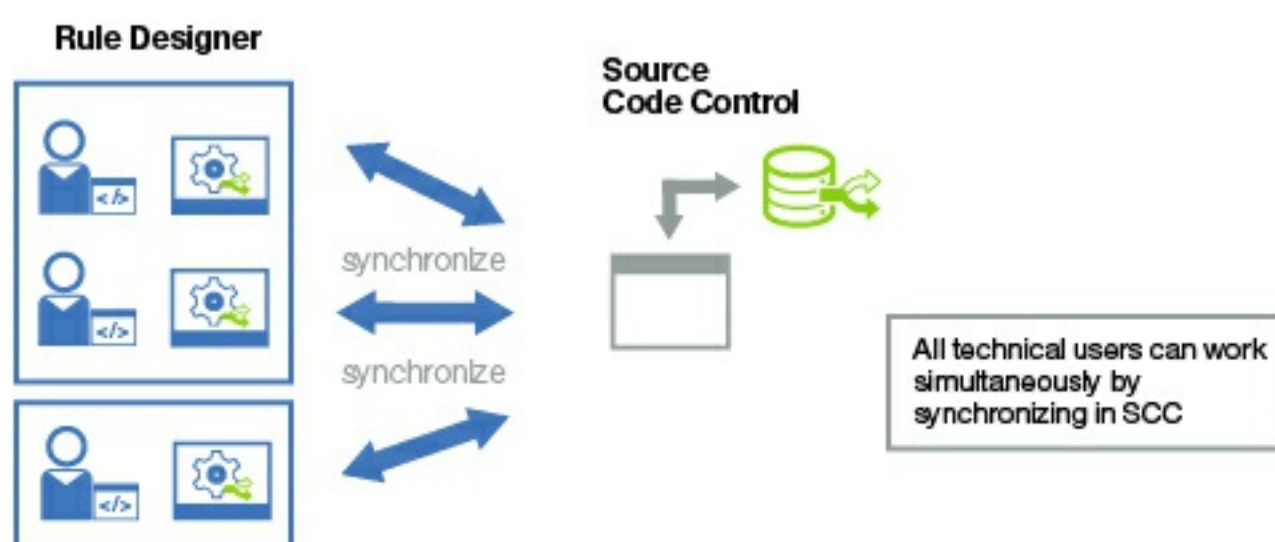 Rule Designer
Source
Code Control
</>
synchronize
</>
synchronize
All technical users can work
simultaneously by
synchronizing in SCC
</>